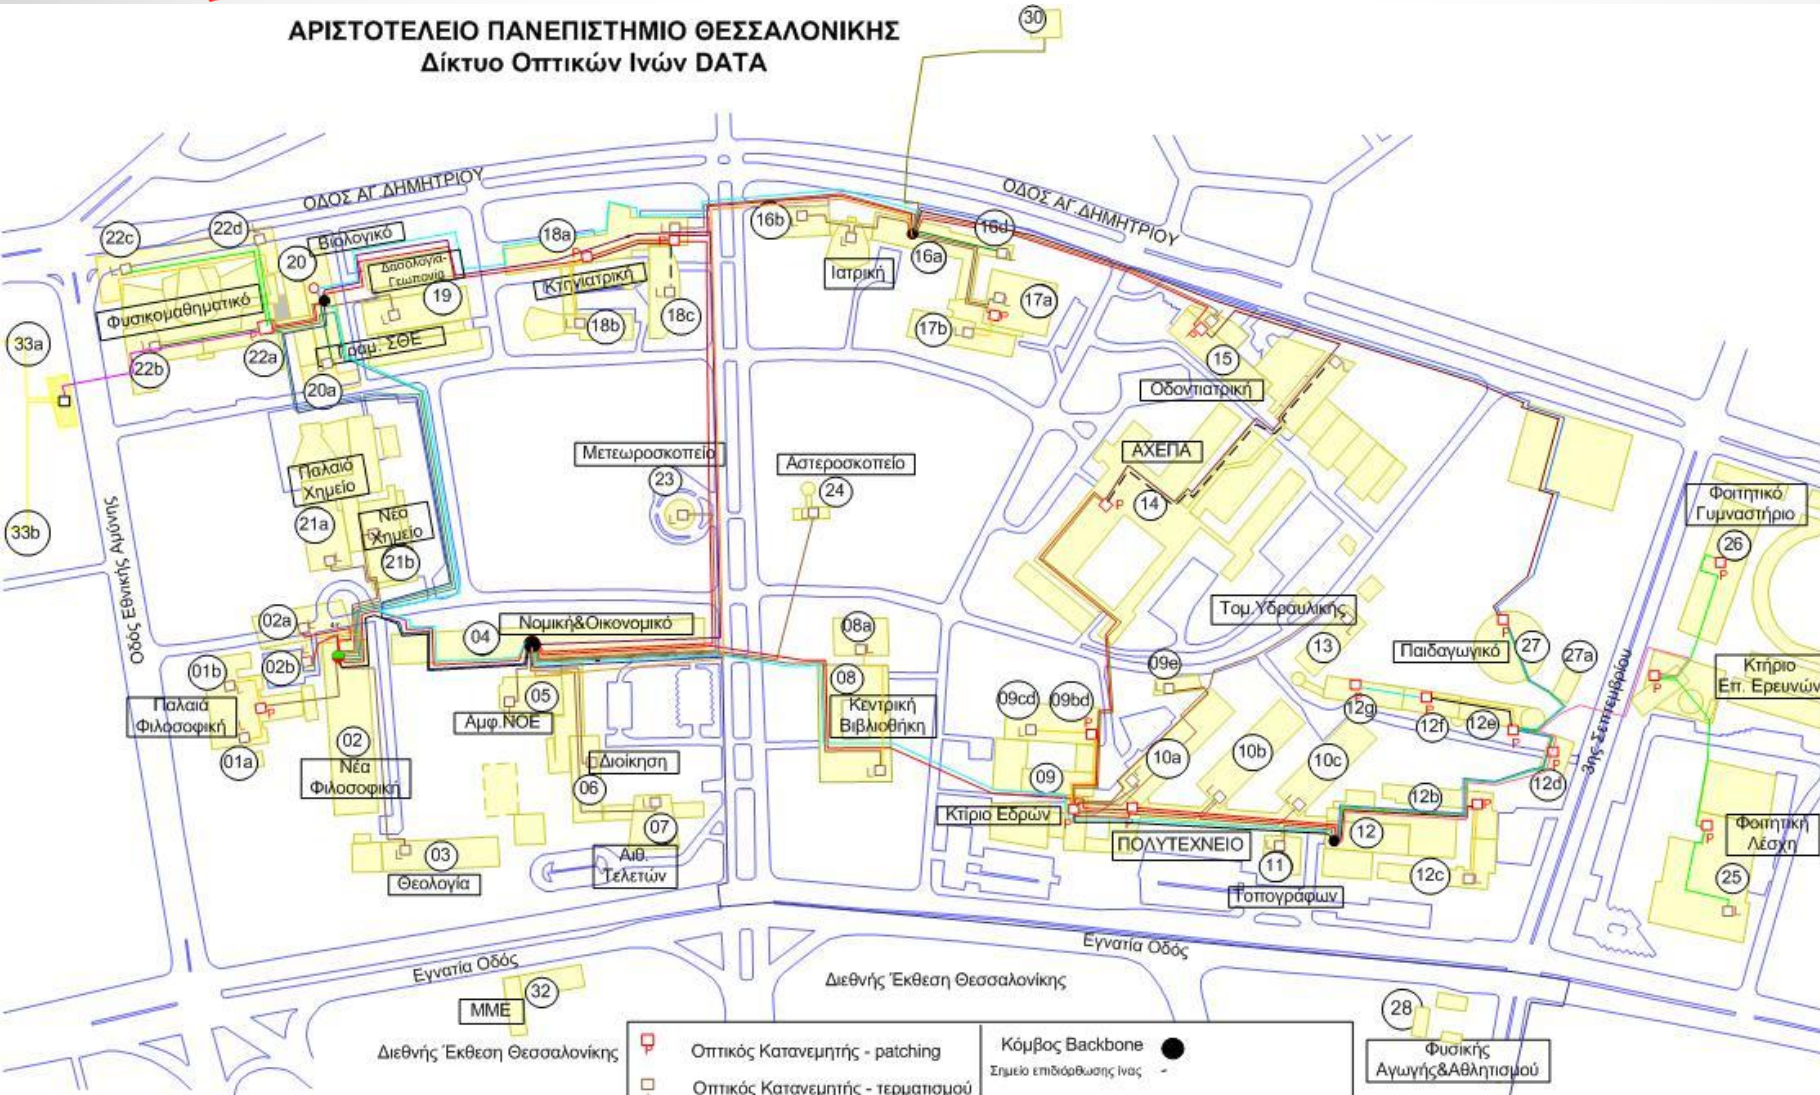 ΑΡΙΣΤΟΤΕΛΕΙΟ ΠΑΝΕΠΙΣΤΗΜΙΟ ΘΕΣΣΑΛΟΝΙΚΗΣ
Δίκτυο Οπτικών Ινών DATA
30
ΟΔΟΣ ΑΓ.ΔΗΜΗΤΡΙΟΥ
ΟΔΟΣ ΑΓ.ΔΗΜΗΤΡΙΟΥ
22c
22d
Βιολογικό
20
18a
16b
16d
16a
Ιατρική
Δασολογία-
Γεωπονία
19
Κτηνιατρική
18b
18c
17a
17b
Φυσικομαθηματικό
33a
22b
22a
Γραμ. ΣΘΕ
20a
15
Οδοντιατρική
Παλαιό
Χημείο
21a
Νέο
Χημείο
21b
Μετεωροσκοπείο
23
Αστεροσκοπείο
24
ΑΧΕΠΑ
14
Φοιτητικό
Γυμναστήριο
26
33b
Οδός Εθνικής Αμύνης
02a
02b
01b
Παλαιά
Φιλοσοφική
01a
02
Νέα
Φιλοσοφική
04
Νομική&Οικονομικό
05
Αμφ.ΝΟΕ
Διοίκηση
06
07
Αιθ.
Τελετών
03
Θεολογία
08a
08
Κεντρική
Βιβλιοθήκη
09e
09cd
09bd
09
Κτίριο Εδρών
10a
10b
10c
ΠΟΛΥΤΕΧΝΕΙΟ
11
Τοπογράφων
Τομ.Υδραυλικής
13
Παιδαγωγικό
27
27a
12g
12f
12e
12d
12b
12
12c
3ης Σεπτεμβρίου
Κτήριο
Επ. Ερευνών
Φοιτητική
Λέσχη
25
Εγνατία Οδός
Εγνατία Οδός
32
ΜΜΕ
Διεθνής Έκθεση Θεσσαλονίκης
Διεθνής Έκθεση Θεσσαλονίκης
28
Φυσικής
Αγωγής&Αθλητισμού
P Οπτικός Κατανεμητής - patching
Οπτικός Κατανεμητής - τερματισμού
Κόμβος Backbone
Σημείο επιδιόρθωσης ίνας -